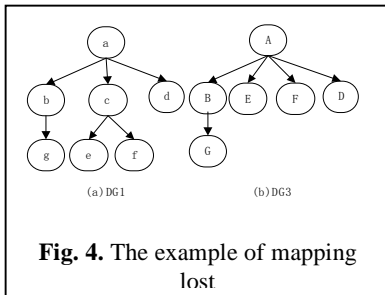 a
A
b c d
B E F D
g e f
G
(a)DG1 (b)DG3
Fig. 4. The example of mapping
lost